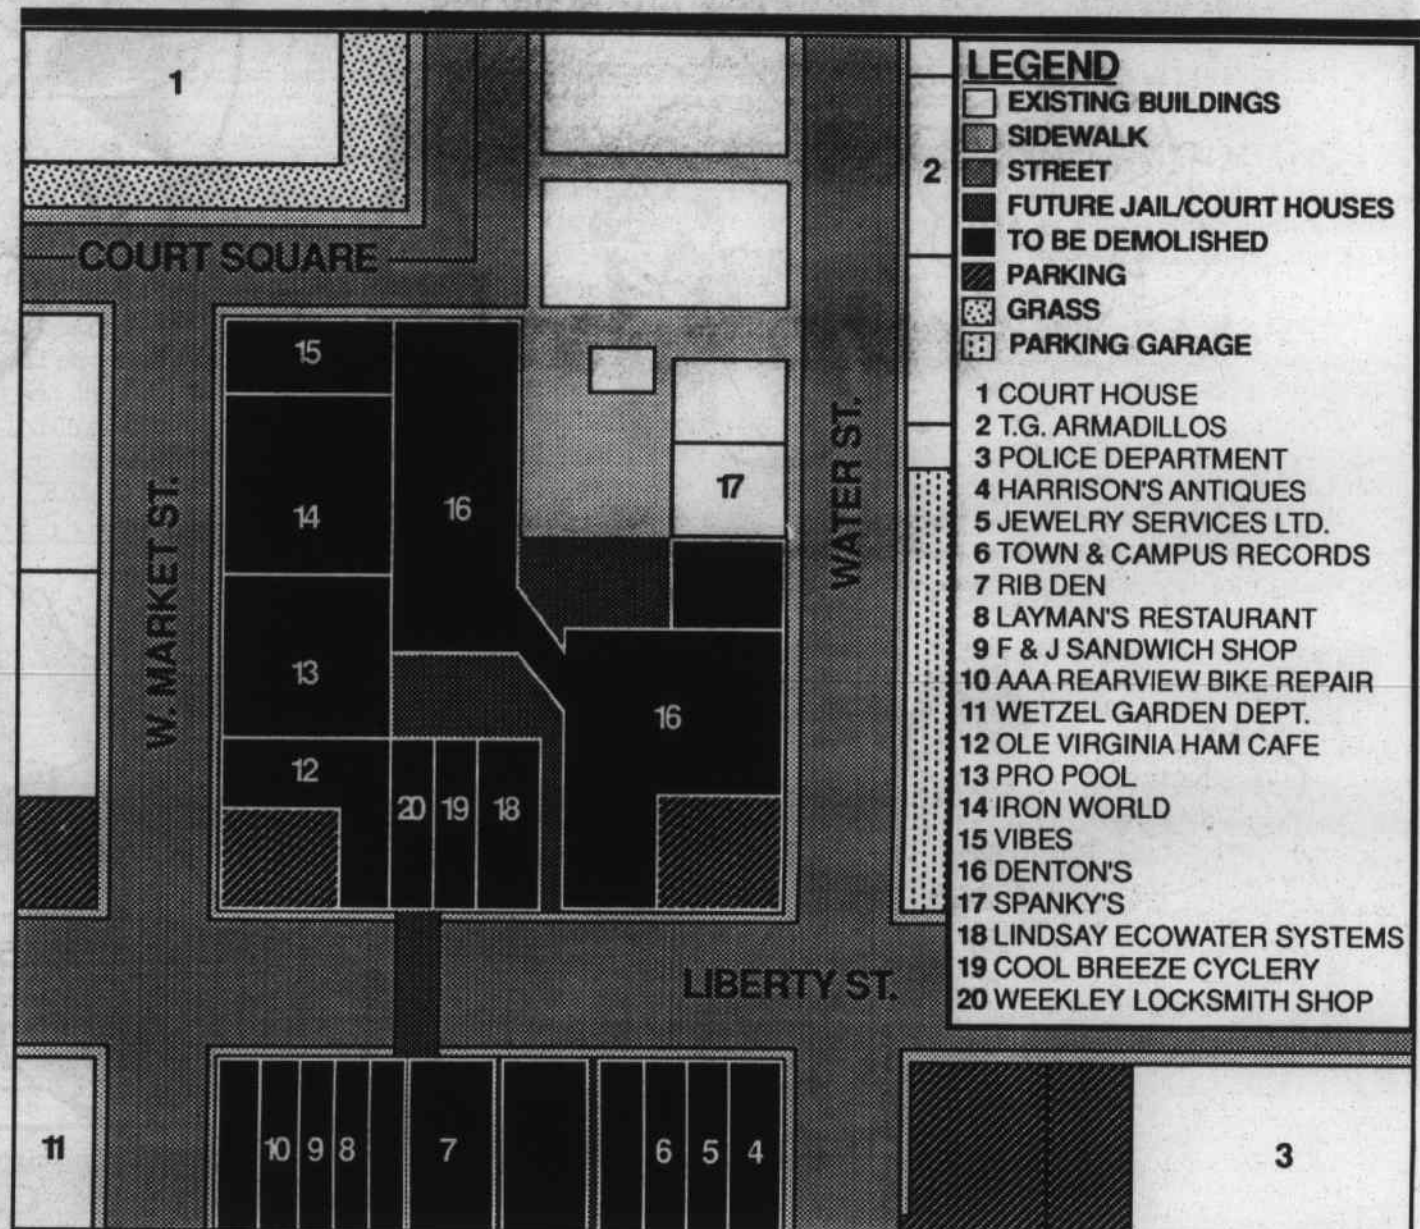 1
COURT SQUARE
15
14
16
13
12
20 19 18
16
17
2
W. MARKET ST.
WATER ST.
LIBERTY ST.
11
10 9 8 7 6 5 4
3
LEGEND
EXISTING BUILDINGS
SIDEWALK
STREET
FUTURE JAIL/COURT HOUSES
TO BE DEMOLISHED
PARKING
GRASS
PARKING GARAGE
1 COURT HOUSE
2 T.G. ARMADILLOS
3 POLICE DEPARTMENT
4 HARRISON'S ANTIQUES
5 JEWELRY SERVICES LTD.
6 TOWN & CAMPUS RECORDS
7 RIB DEN
8 LAYMAN'S RESTAURANT
9 F & J SANDWICH SHOP
10 AAA REARVIEW BIKE REPAIR
11 WETZEL GARDEN DEPT.
12 OLE VIRGINIA HAM CAFE
13 PRO POOL
14 IRON WORLD
15 VIBES
16 DENTON'S
17 SPANKY'S
18 LINDSAY ECOWATER SYSTEMS
19 COOL BREEZE CYCLERY
20 WEEKLEY LOCKSMITH SHOP